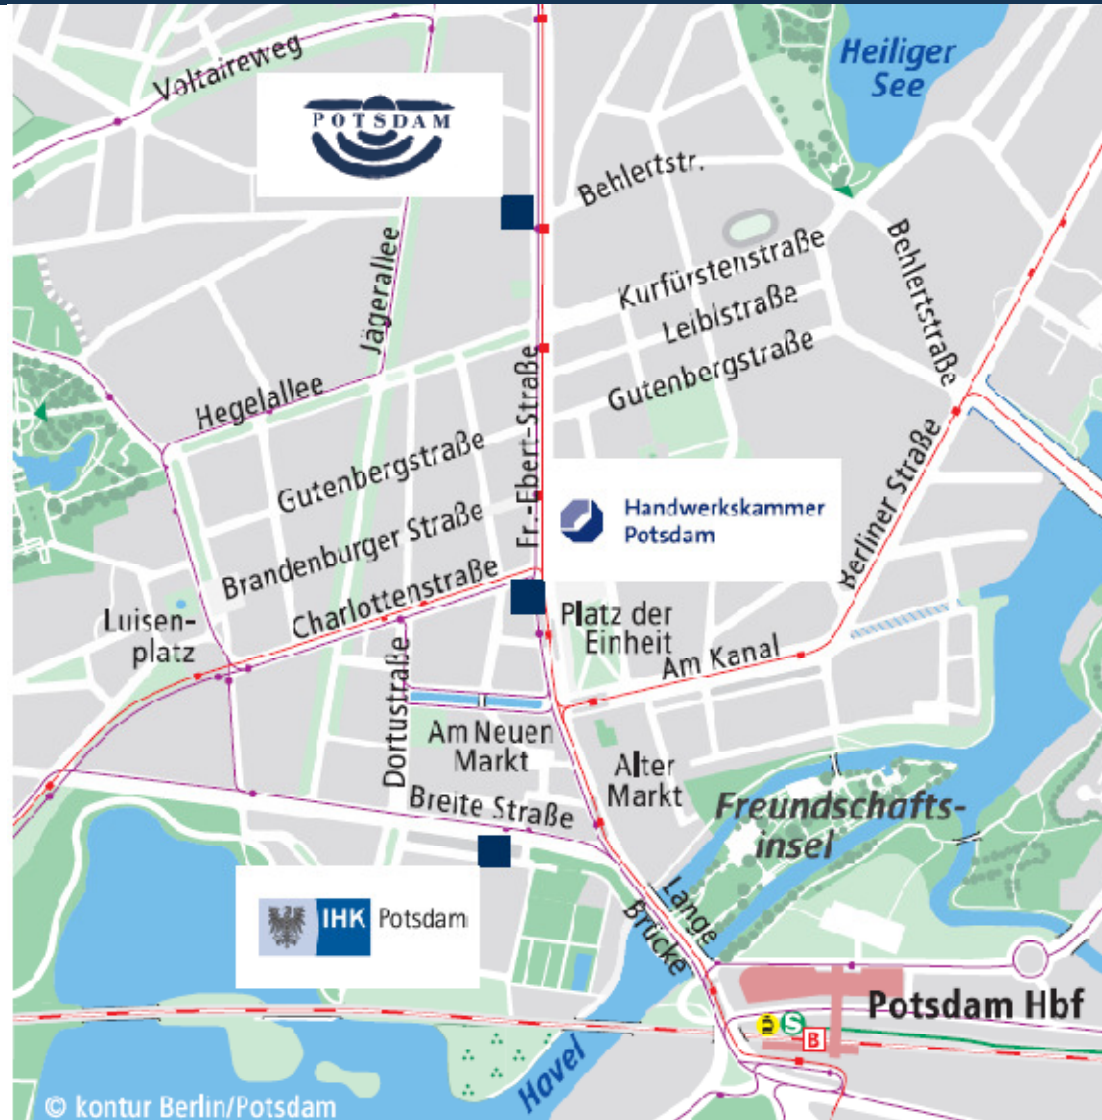 Voltaireweg
Heiliger
See
POTSDAM
Behlertstr.
Jägerallee
Kurfürstenstraße
Behlertstraße
Leiblstraße
Gutenbergstraße
Hegelallee
Fr.-Ebert-Straße
Gutenbergstraße
Brandenburger Straße
Handwerkskammer
Potsdam
Berliner Straße
Charlottenstraße
Luisen-
platz
Platz der
Einheit
Am Kanal
Dortustraße
Am Neuen
Markt
Alter
Markt
Breite Straße
Freundschafts-
insel
Lange
Brücke
IHK Potsdam
Potsdam Hbf
S
B
Havel
© kontur Berlin/Potsdam